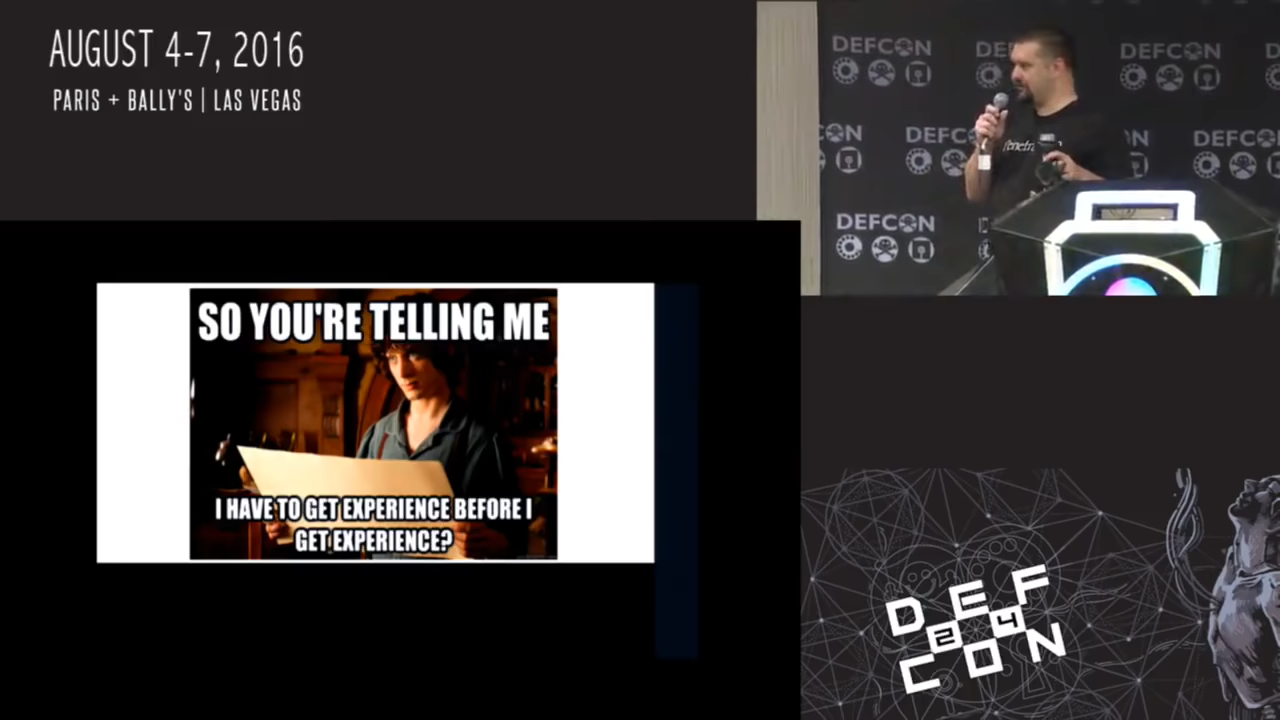 AUGUST 4-7, 2016
PARIS + BALLY'S | LAS VEGAS
DEFCON
DEFCON
DEFCON
DEFCON
DEFCON
DEFCON
SO YOU'RE TELLING ME
I HAVE TO GET EXPERIENCE BEFORE I
GET EXPERIENCE?
DEF
24
CON